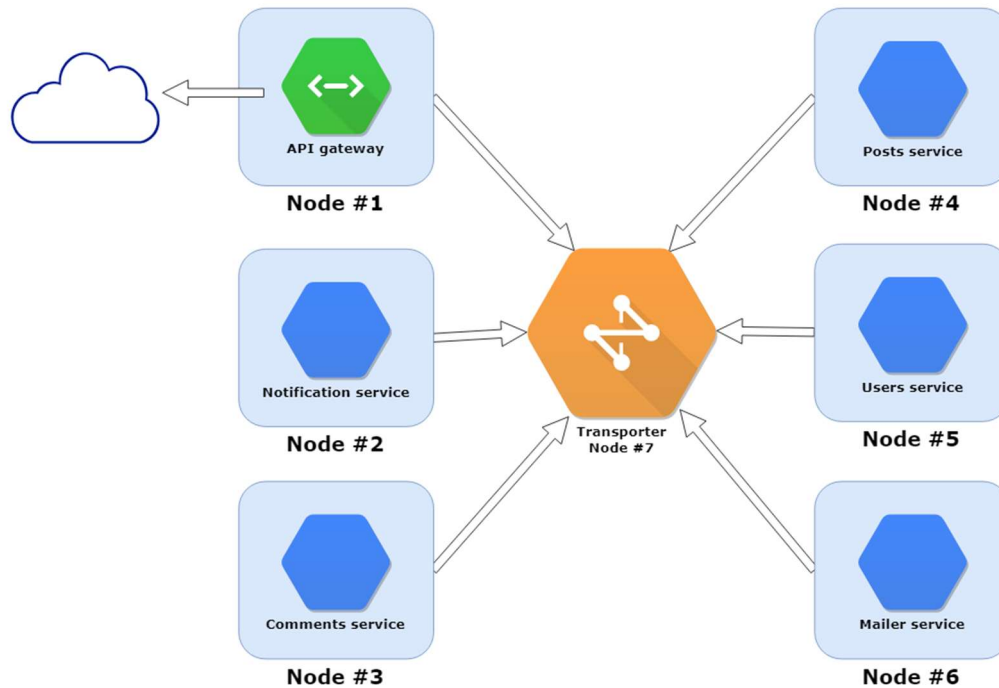 API gateway
Node #1
Notification service
Node #2
Comments service
Node #3
Transporter
Node #7
Posts service
Node #4
Users service
Node #5
Mailer service
Node #6